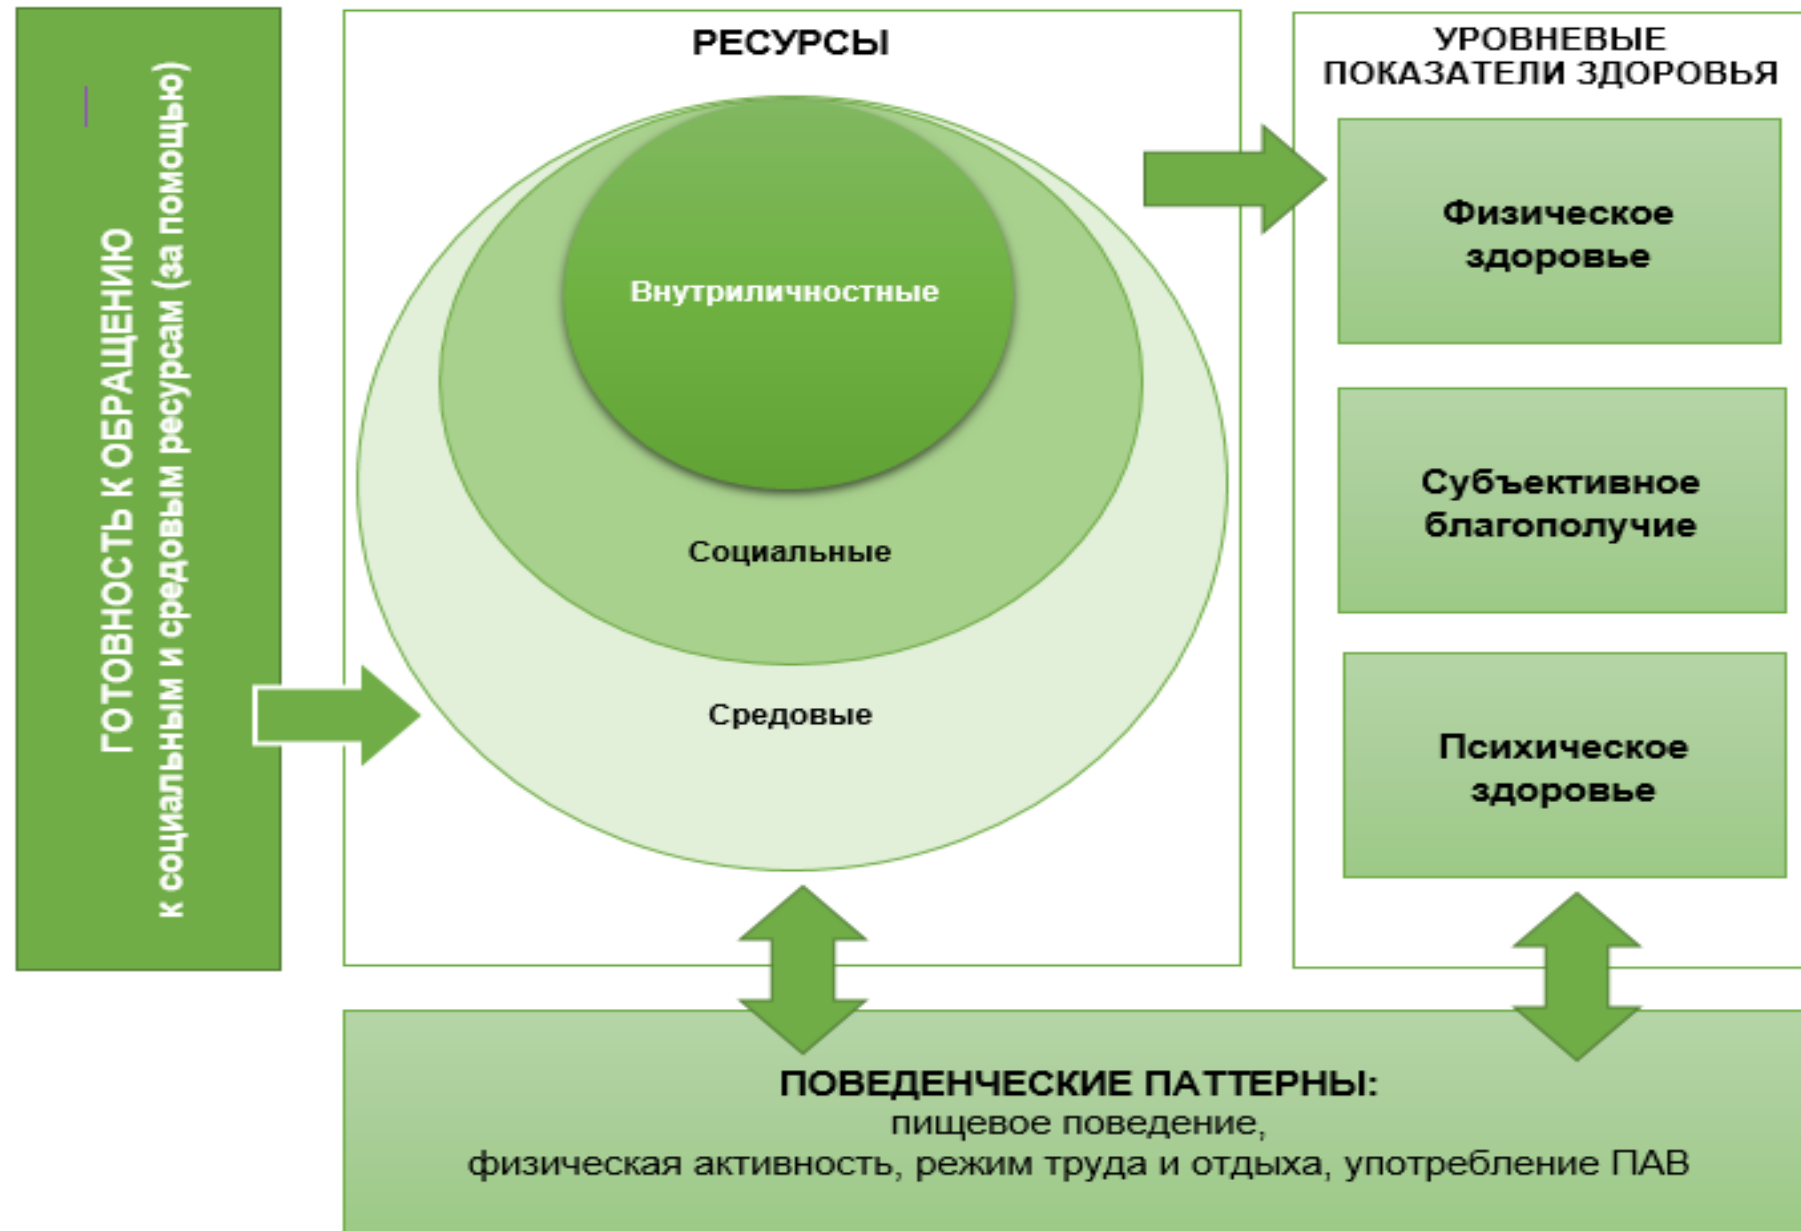 ГОТОВНОСТЬ К ОБРАЩЕНИЮ
к социальным и средовым ресурсам (за помощью)
РЕСУРСЫ
Внутриличностные
Социальные
Средовые
УРОВНЕВЫЕ
ПОКАЗАТЕЛИ ЗДОРОВЬЯ
Физическое
здоровье
Субъективное
благополучие
Психическое
здоровье
ПОВЕДЕНЧЕСКИЕ ПАТТЕРНЫ:
пищевое поведение,
физическая активность, режим труда и отдыха, употребление ПАВ